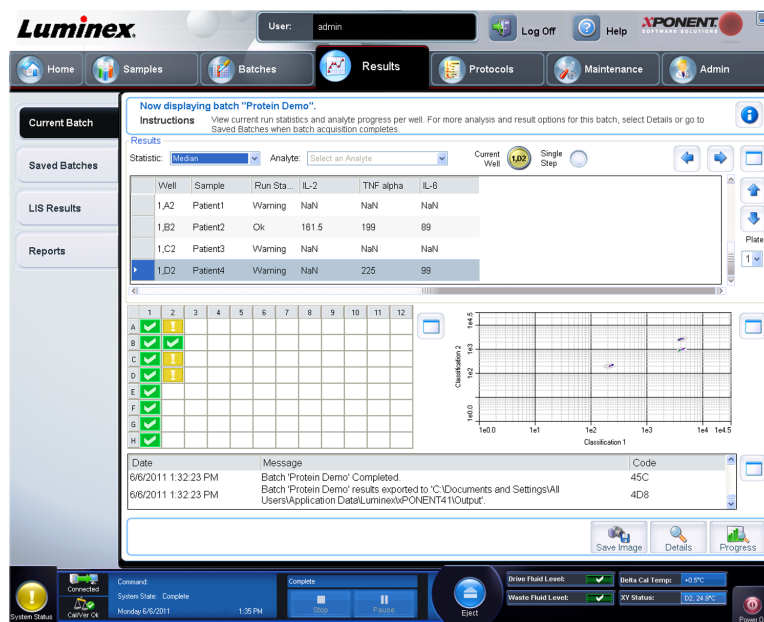 Luminex.
User: admin
Log Off
Help
XPONENT.
SOFTWARE SOLUTIONS
Home
Samples
Batches
Results
Protocols
Maintenance
Admin
Current Batch
Saved Batches
LIS Results
Reports
Now displaying batch "Protein Demo".
Instructions View current run statistics and analyte progress per well. For more analysis and result options for this batch, select Details or go to
Saved Batches when batch acquisition completes.
Results
Statistic: Median Analyte: Select an Analyte Current Well 1,D2 Single Step
Well Sample Run Sta... IL-2 TNF alpha IL-6
1,A2 Patient1 Warning NaN NaN NaN
1,B2 Patient2 Ok 161.5 199 89
1,C2 Patient3 Warning NaN NaN NaN
1,D2 Patient4 Warning NaN 225 99
Plate
1
1 2 3 4 5 6 7 8 9 10 11 12
A
B
C
D
E
F
G
H
Classification 2
1e4.5
1e3
1e2
1e0.0
1e0.0 1e1 1e2 1e3 1e4 1e4.5
Classification 1
Date Message Code
6/6/2011 1:32:23 PM Batch 'Protein Demo' Completed. 45C
6/6/2011 1:32:23 PM Batch 'Protein Demo' results exported to 'C:\Documents and Settings\All
Users\Application Data\Luminex\xPONENT41\Output'. 4D8
Save Image
Details
Progress
System Status
Connected
Cal/Ver Ok
Command:
System State: Complete
Monday 6/6/2011 1:35 PM
Complete
Stop
Pause
Eject
Drive Fluid Level:
Waste Fluid Level:
Delta Cal Temp: +0.5°C
XY Status: D2, 24.9°C
Power O